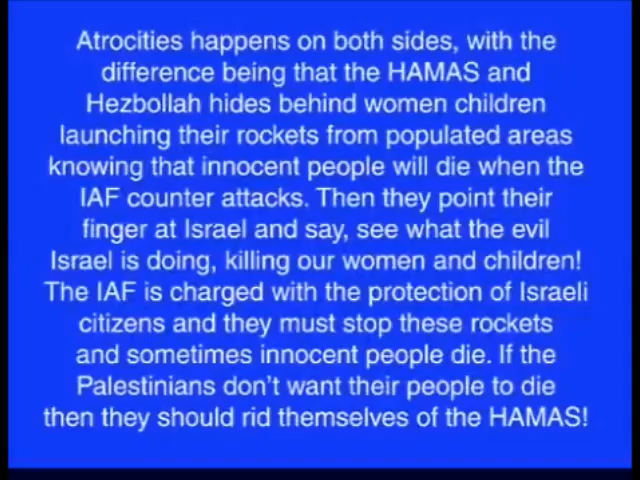 Atrocities happens on both sides, with the
difference being that the HAMAS and
Hezbollah hides behind women children
launching their rockets from populated areas
knowing that innocent people will die when the
IAF counter attacks. Then they point their
finger at Israel and say, see what the evil
Israel is doing, killing our women and children!
The IAF is charged with the protection of Israeli
citizens and they must stop these rockets
and sometimes innocent people die. If the
Palestinians don't want their people to die
then they should rid themselves of the HAMAS!